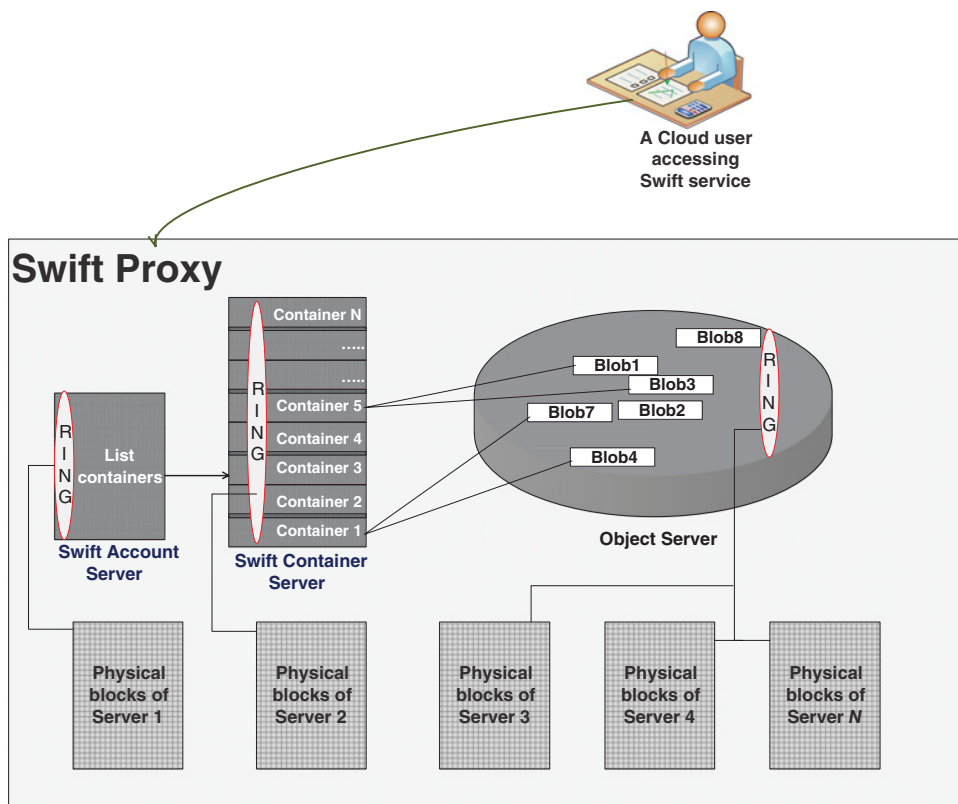 A Cloud user
accessing
Swift service
Swift Proxy
Container N
.....
.....
Container 5
Container 4
Container 3
Container 2
Container 1
RING
Swift Container
Server
RING
List
containers
Swift Account
Server
Blob8
Blob1
Blob3
Blob7
Blob2
Blob4
RING
Object Server
Physical
blocks of
Server 1
Physical
blocks of
Server 2
Physical
blocks of
Server 3
Physical
blocks of
Server 4
Physical
blocks of
Server N